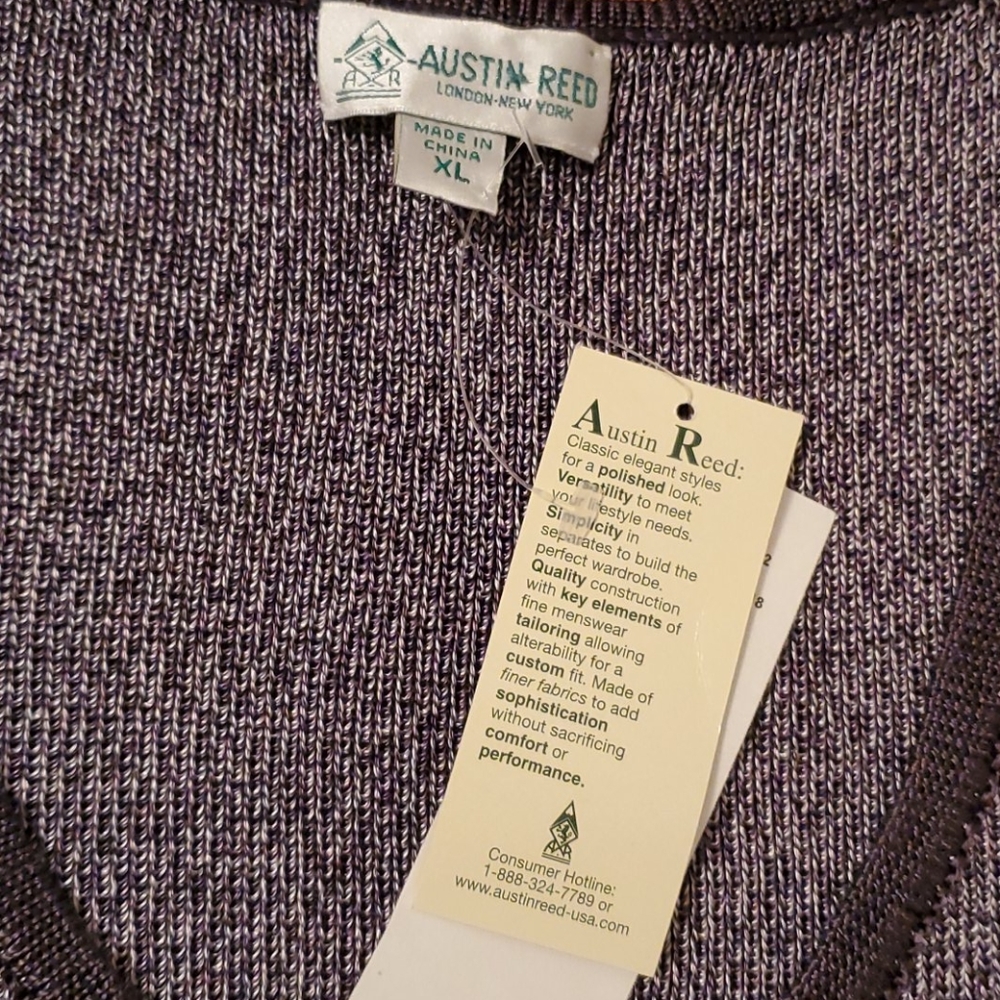 AUSTIN REED
LONDON-NEW YORK
A R
MADE IN
CHINA
XL
Austin Reed:
Classic elegant styles
for a polished look.
Versatility to meet
your lifestyle needs.
Simplicity in
separates to build the
perfect wardrobe.
Quality construction
with key elements of
fine menswear
tailoring allowing
alterability for a
custom fit. Made of
finer fabrics to add
sophistication
without sacrificing
comfort or
performance.
A R
Consumer Hotline:
1-888-324-7789 or
www.austinreed-usa.com
2
8